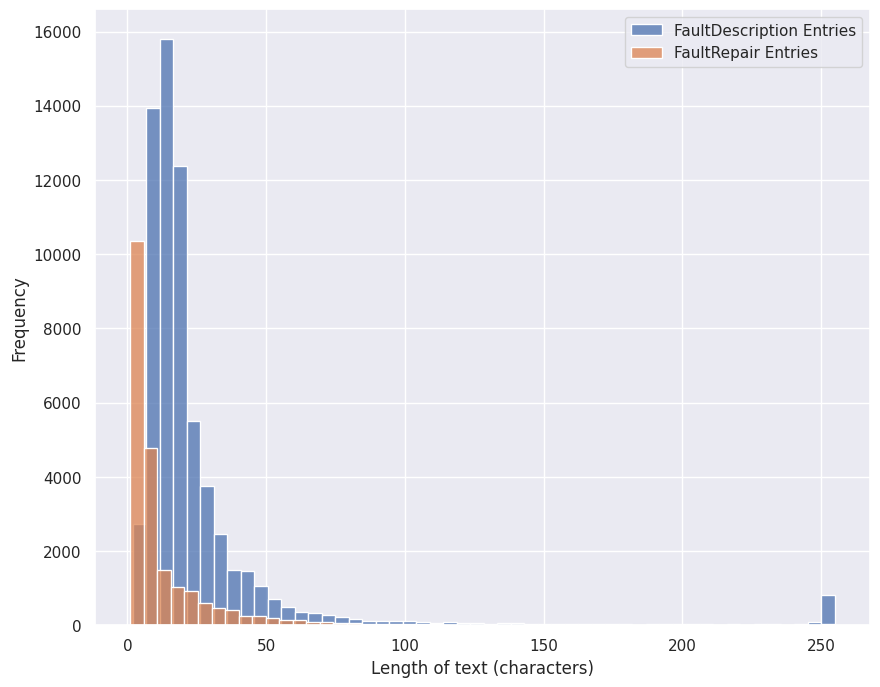 FaultDescription Entries
FaultRepair Entries
16000
14000
12000
10000
8000
6000
4000
2000
0
Frequency
0 50 100 150 200 250
Length of text (characters)